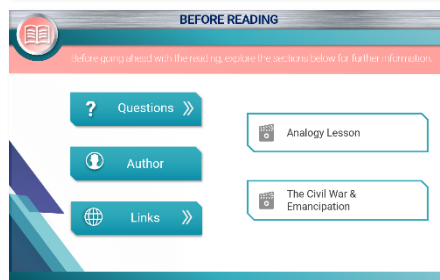 BEFORE READING
Before going ahead with the reading, explore the sections below for further information.
? Questions
Author
Links
Analogy Lesson
The Civil War &
Emancipation